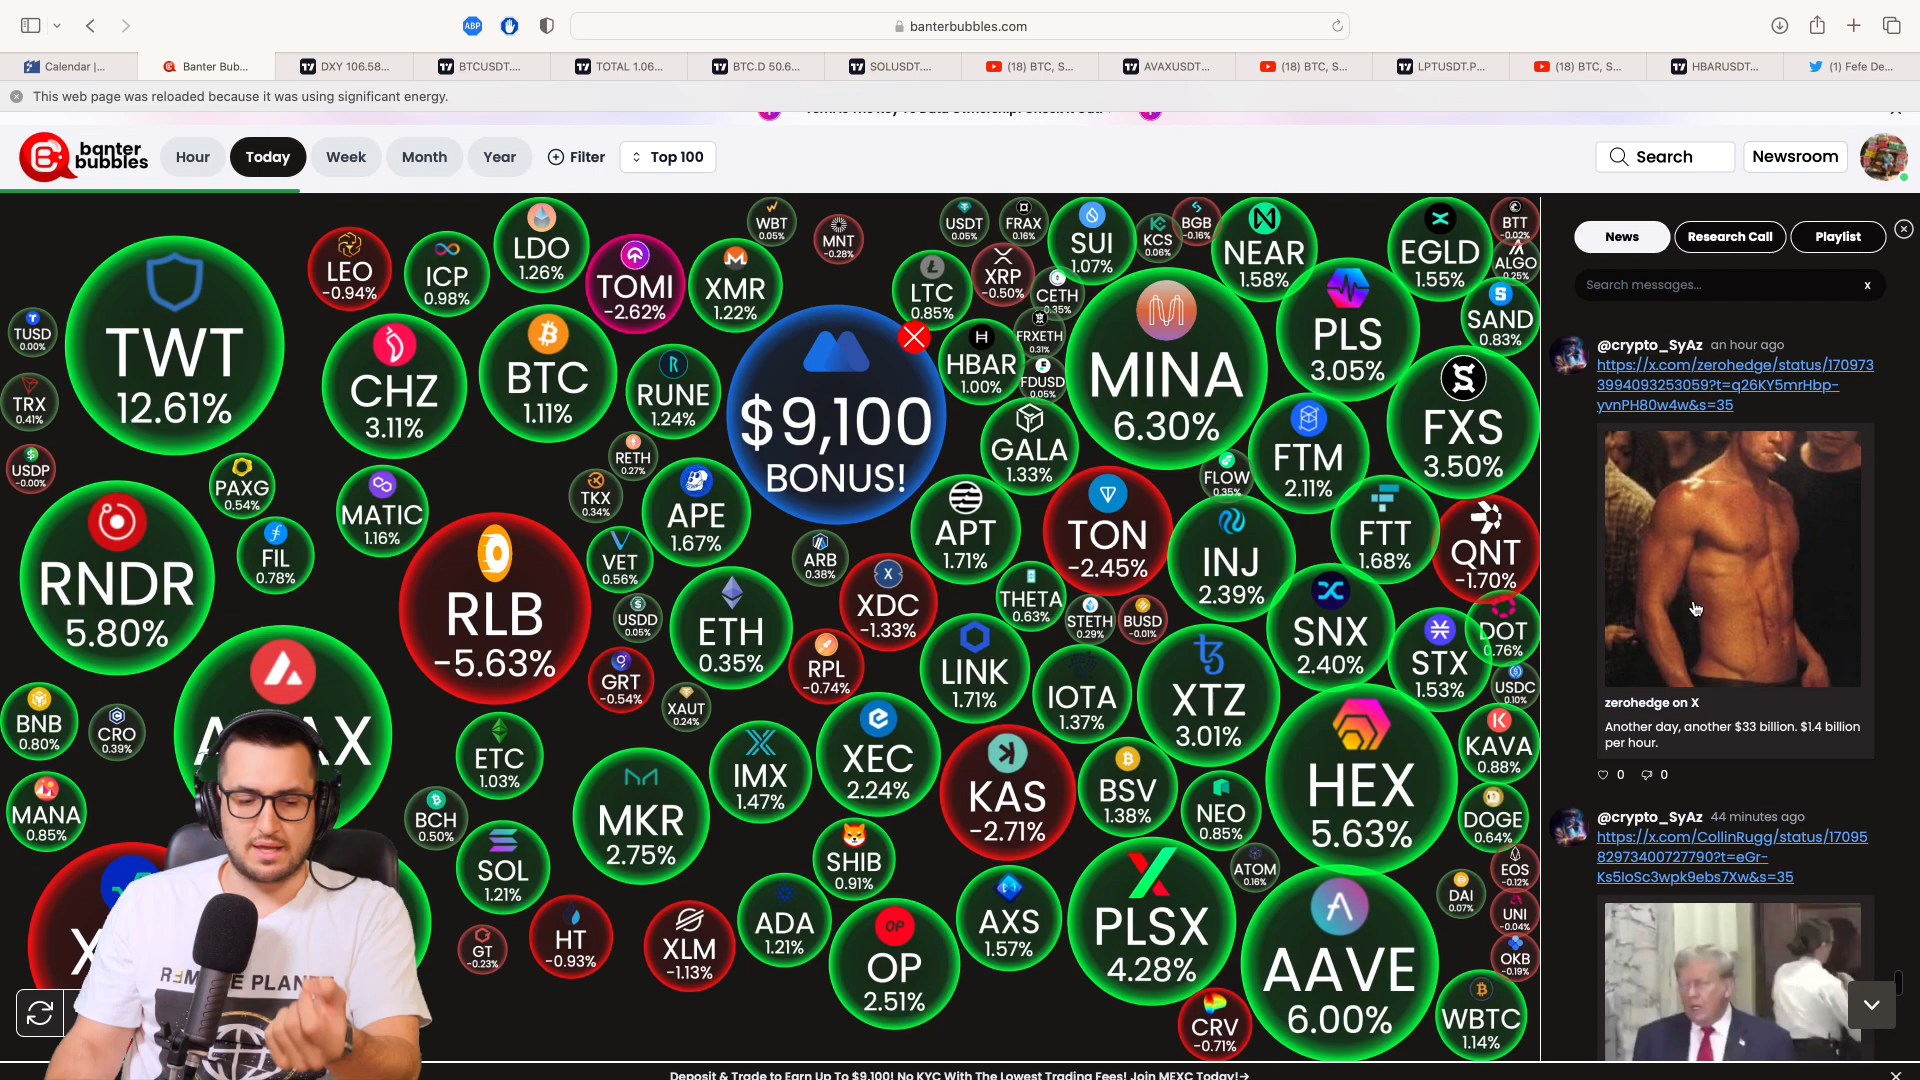 banterbubbles.com
Calendar |...
Banter Bub...
DXY 106.58...
BTCUSDT....
TOTAL 1.06...
BTC.D 50.6...
SOLUSDT....
(18) BTC, S...
AVAXUSDT...
(18) BTC, S...
LPTUSDT.P...
(18) BTC, S...
HBARUSDT...
(1) Fefe De...
This web page was reloaded because it was using significant energy.
banter
bubbles
Hour
Today
Week
Month
Year
Filter
Top 100
Search
Newsroom
TWT
12.61%
LEO
-0.94%
ICP
0.98%
LDO
1.26%
TOMI
-2.62%
XMR
1.22%
WBT
0.05%
MNT
-0.28%
USDT
0.05%
FRAX
0.16%
SUI
1.07%
KCS
0.06%
BGB
-0.16%
NEAR
1.58%
EGLD
1.55%
BTT
-0.02%
ALGO
0.25%
LTC
0.85%
XRP
-0.50%
CETH
0.35%
TUSD
0.00%
TRX
0.41%
USDP
-0.00%
CHZ
3.11%
BTC
1.11%
RUNE
1.24%
$9,100
BONUS!
HBAR
1.00%
FRXETH
0.31%
FDUSD
0.05%
MINA
6.30%
PLS
3.05%
SAND
0.83%
FXS
3.50%
RETH
0.27%
GALA
1.33%
FTM
2.11%
FLOW
0.35%
PAXG
0.54%
MATIC
1.16%
TKX
0.34%
APE
1.67%
APT
1.71%
TON
-2.45%
INJ
2.39%
FTT
1.68%
QNT
-1.70%
RNDR
5.80%
FIL
0.78%
RLB
-5.63%
VET
0.56%
ARB
0.38%
XDC
-1.33%
THETA
0.63%
STETH
0.29%
BUSD
-0.01%
USDD
0.05%
ETH
0.35%
SNX
2.40%
STX
1.53%
DOT
0.76%
GRT
-0.54%
RPL
-0.74%
LINK
1.71%
IOTA
1.37%
XTZ
3.01%
USDC
0.10%
XAUT
0.24%
BNB
0.80%
CRO
0.39%
ETC
1.03%
IMX
1.47%
XEC
2.24%
KAS
-2.71%
BSV
1.38%
NEO
0.85%
HEX
5.63%
KAVA
0.88%
MANA
0.85%
BCH
0.50%
MKR
2.75%
DOGE
0.64%
SOL
1.21%
SHIB
0.91%
ATOM
0.16%
EOS
-0.12%
DAI
0.07%
UNI
-0.04%
GT
-0.23%
HT
-0.93%
XLM
-1.13%
ADA
1.21%
OP
OP
2.51%
AXS
1.57%
PLSX
4.28%
AAVE
6.00%
OKB
-0.19%
CRV
-0.71%
WBTC
1.14%
News
Research Call
Playlist
Search messages...
x
@crypto_SyAz an hour ago
https://x.com/zerohedge/status/170973
3994093253059?t=q26KY5mrHbp-
yvnPH80w4w&s=35
zerohedge on X
Another day, another $33 billion. $1.4 billion
per hour.
0
0
@crypto_SyAz 44 minutes ago
https://x.com/CollinRugg/status/17095
82973400727790?t=eGr-
Ks5IoSc3wpk9ebs7Xw&s=35
Deposit & Trade to Earn Up To $9,100! No KYC With The Lowest Trading Fees! Join MEXC Today!→